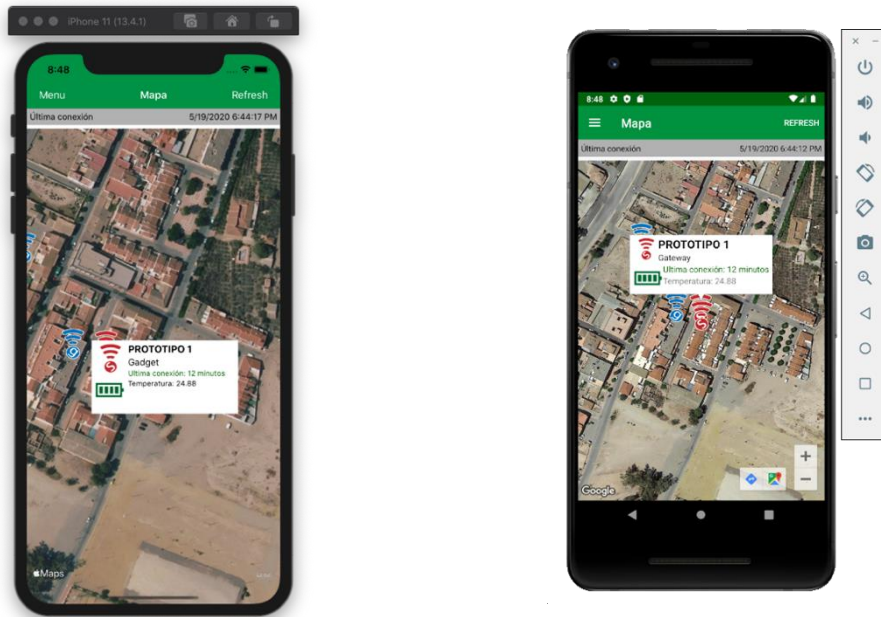 iPhone 11 (13.4.1)
8:48
Menu Mapa Refresh
Última conexión 5/19/2020 6:44:17 PM
PROTOTIPO 1
Gadget
Ultima conexión: 12 minutos
Temperatura: 24.88
Maps
8:48
Mapa REFRESH
Última conexión 5/19/2020 6:44:12 PM
PROTOTIPO 1
Gateway
Ultima conexión: 12 minutos
Temperatura: 24.88
Google